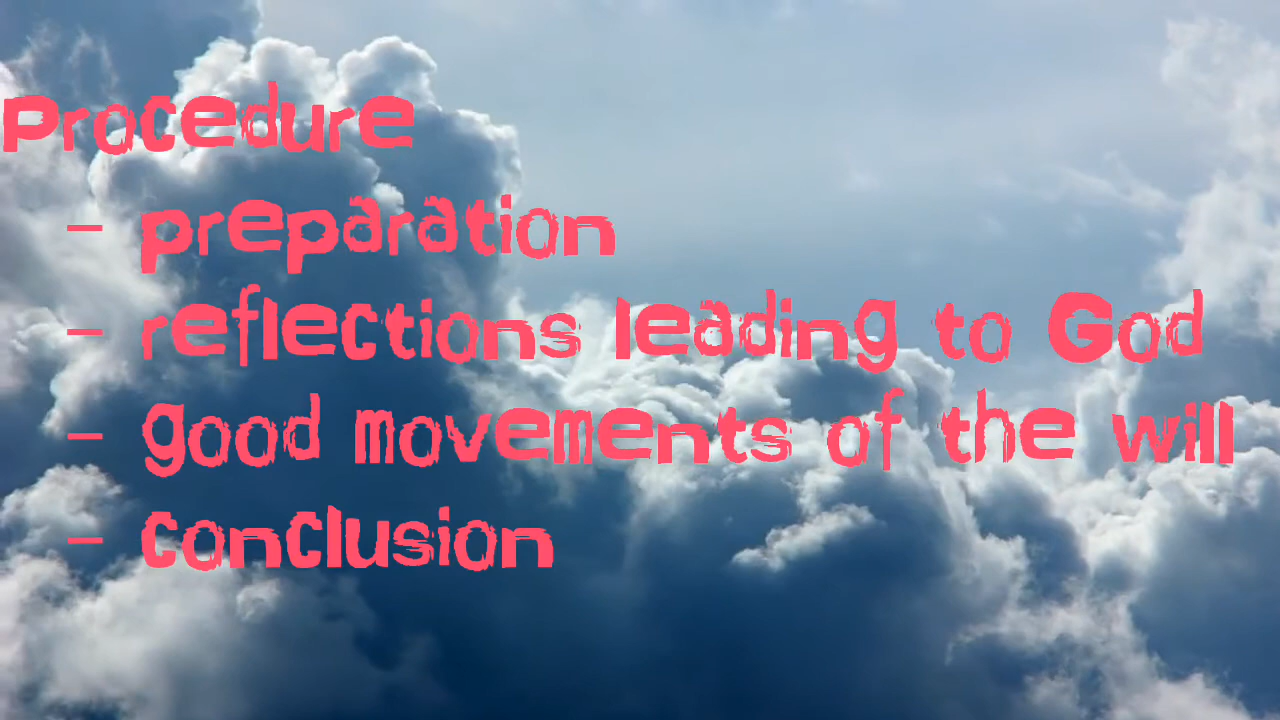 Procedure
- preparation
- reflections leading to God
- good movements of the will
- conclusion